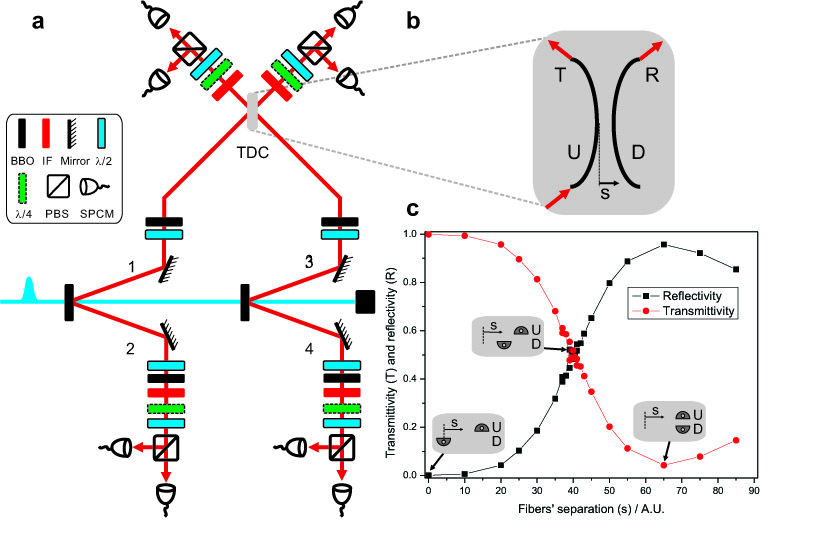 a
TDC
BBO IF Mirror λ/2
λ/4 PBS SPCM
1
3
2
4
b
T R
U D
s
c
Transmittivity (T) and reflectivity (R)
1.0
0.8
0.6
0.4
0.2
0.0
Reflectivity
Transmittivity
s U
D
s U
D
s U
D
0 10 20 30 40 50 60 70 80 90
Fibers' separation (s) / A.U.